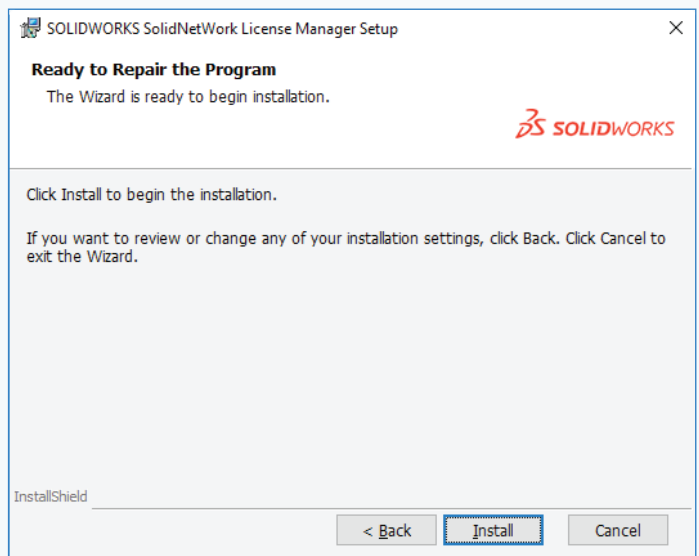 SOLIDWORKS SolidNetWork License Manager Setup
Ready to Repair the Program
The Wizard is ready to begin installation.
SOLIDWORKS
Click Install to begin the installation.
If you want to review or change any of your installation settings, click Back. Click Cancel to
exit the Wizard.
InstallShield
< Back
Install
Cancel